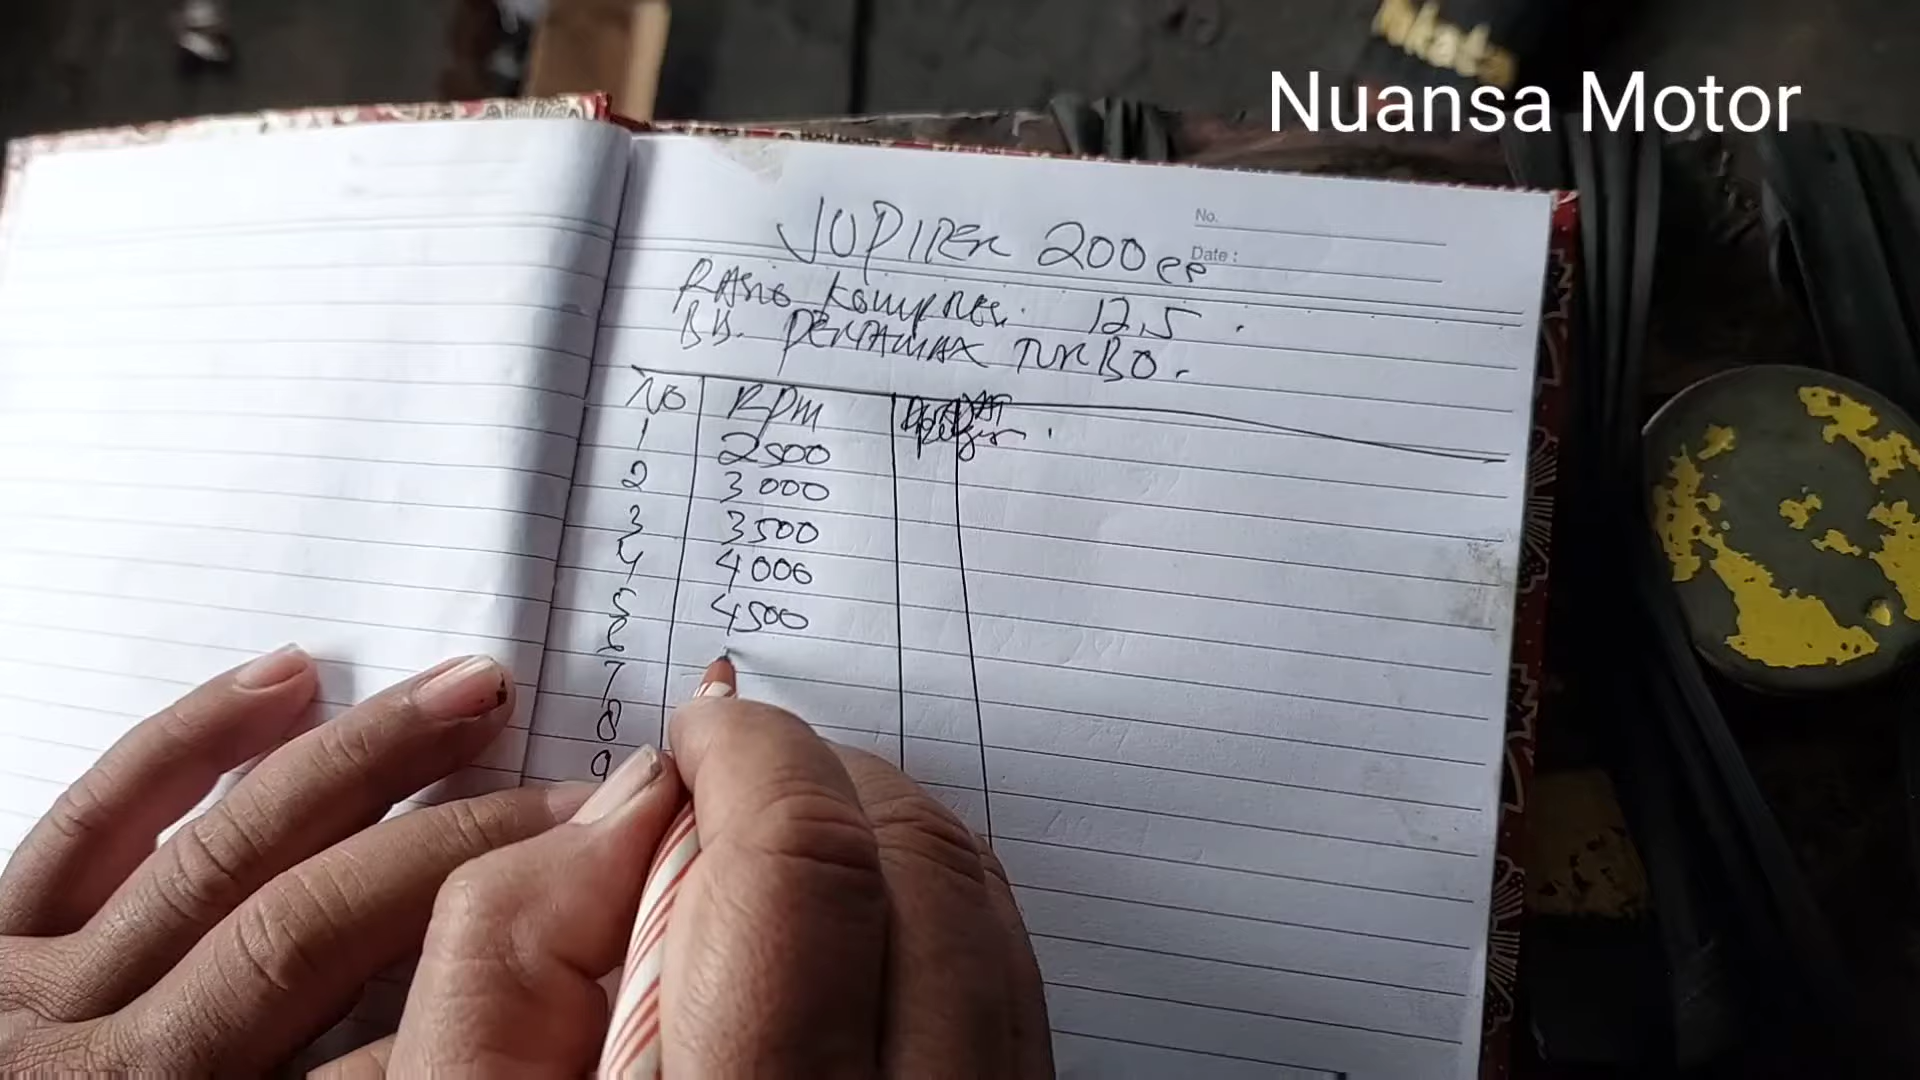 Nuansa Motor
No.
Date :
JUPITER 200cc
RASIO KOMPRESI. 12,5.
BB. PERTAMAX TURBO.
No RPM
1 2500
2 3000
3 3500
4 4000
5 4500
6
7
8
9